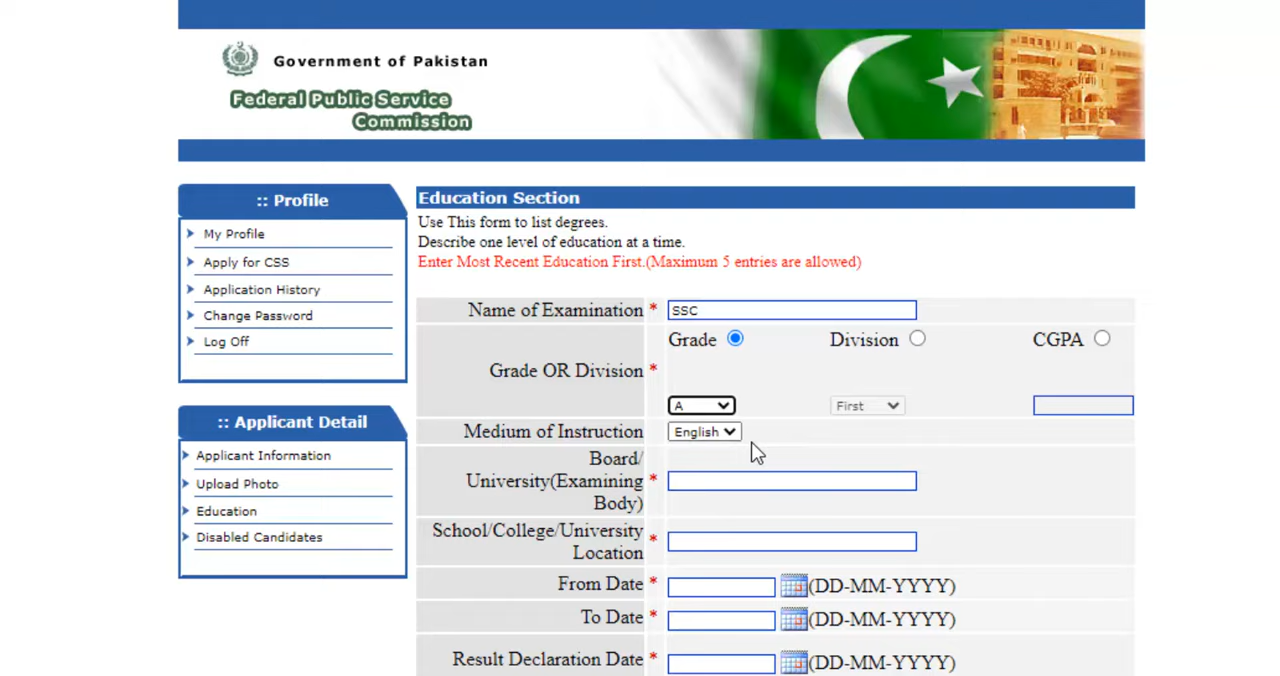 Government of Pakistan
Federal Public Service
Commission
:: Profile
My Profile
Apply for CSS
Application History
Change Password
Log Off
:: Applicant Detail
Applicant Information
Upload Photo
Education
Disabled Candidates
Education Section
Use This form to list degrees.
Describe one level of education at a time.
Enter Most Recent Education First.(Maximum 5 entries are allowed)
Name of Examination * SSC
Grade Division CGPA
Grade OR Division *
A First
Medium of Instruction English
Board/
University(Examining *
Body)
School/College/University *
Location
From Date * (DD-MM-YYYY)
To Date * (DD-MM-YYYY)
Result Declaration Date * (DD-MM-YYYY)